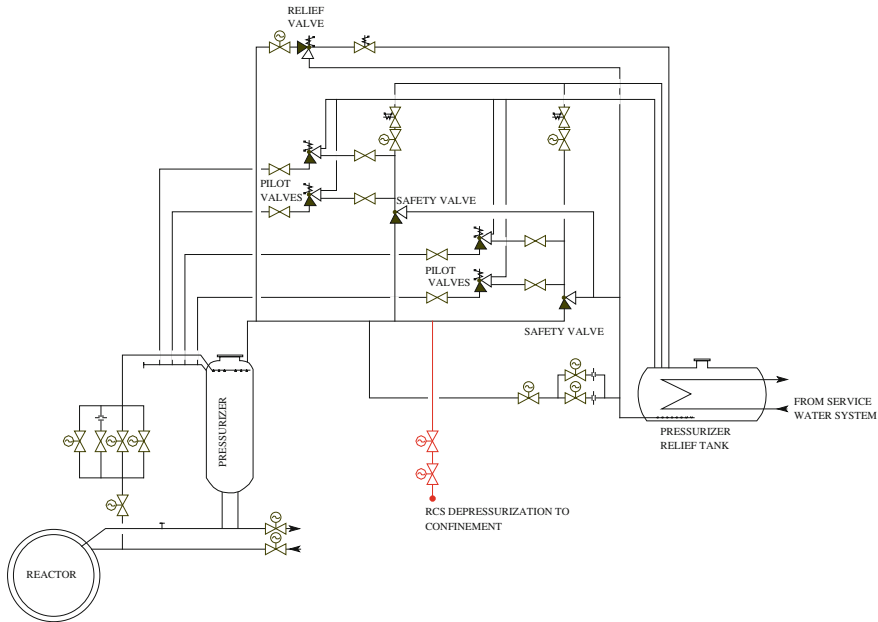 RELIEF
VALVE
PILOT
VALVES
SAFETY VALVE
PILOT
VALVES
SAFETY VALVE
PRESSURIZER
FROM SERVICE
WATER SYSTEM
PRESSURIZER
RELIEF TANK
RCS DEPRESSURIZATION TO
CONFINEMENT
REACTOR